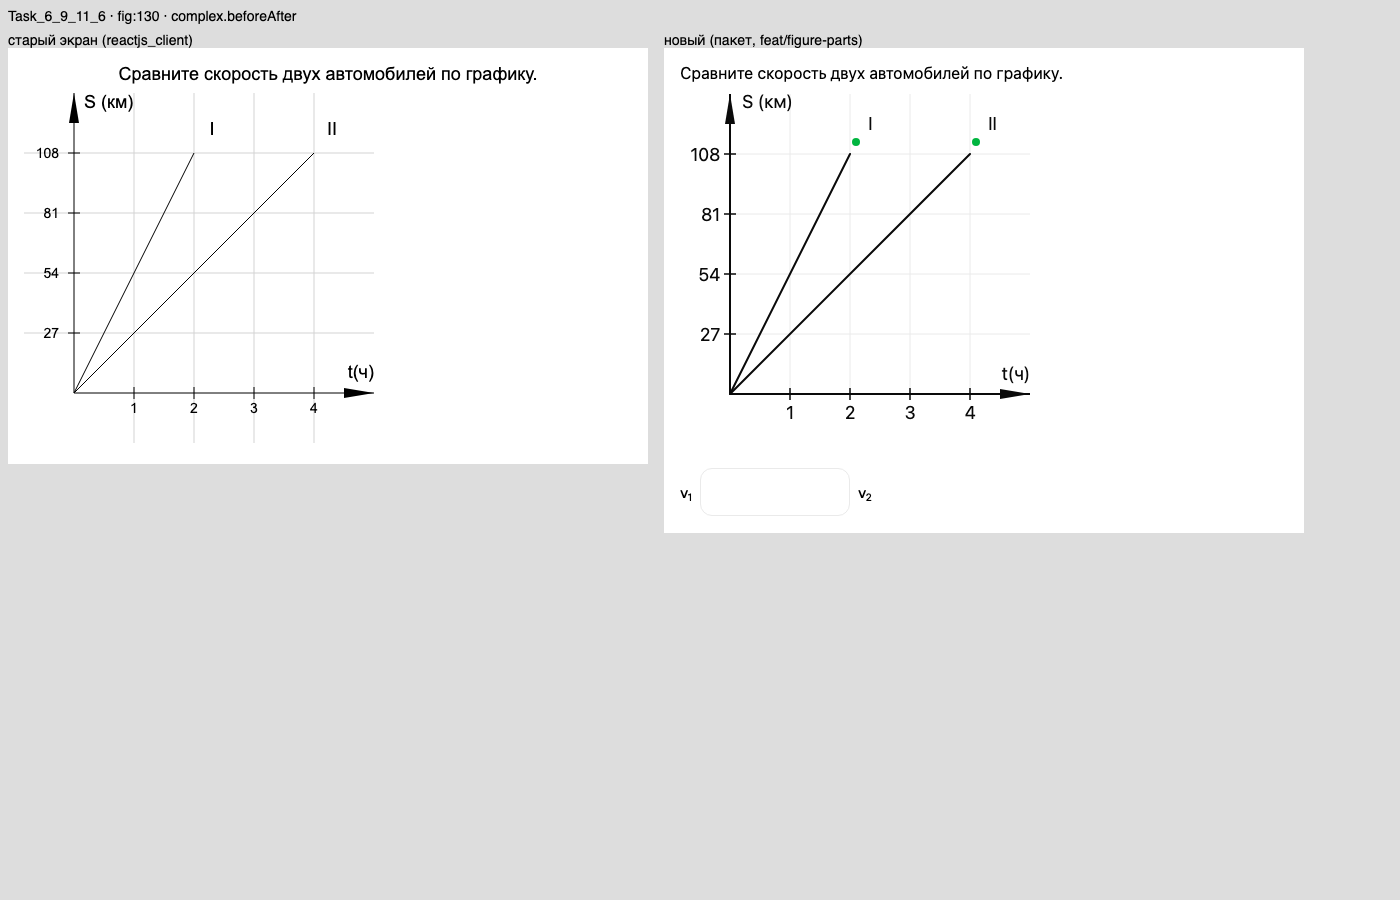 Task_6_9_11_6 · fig:130 · complex.beforeAfter
старый экран (reactjs_client)
Сравните скорость двух автомобилей по графику.
S (км)
I
II
108
81
54
27
t(ч)
1 2 3 4
новый (пакет, feat/figure-parts)
Сравните скорость двух автомобилей по графику.
S (км)
I
II
108
81
54
27
t(ч)
1 2 3 4
v₁ v₂